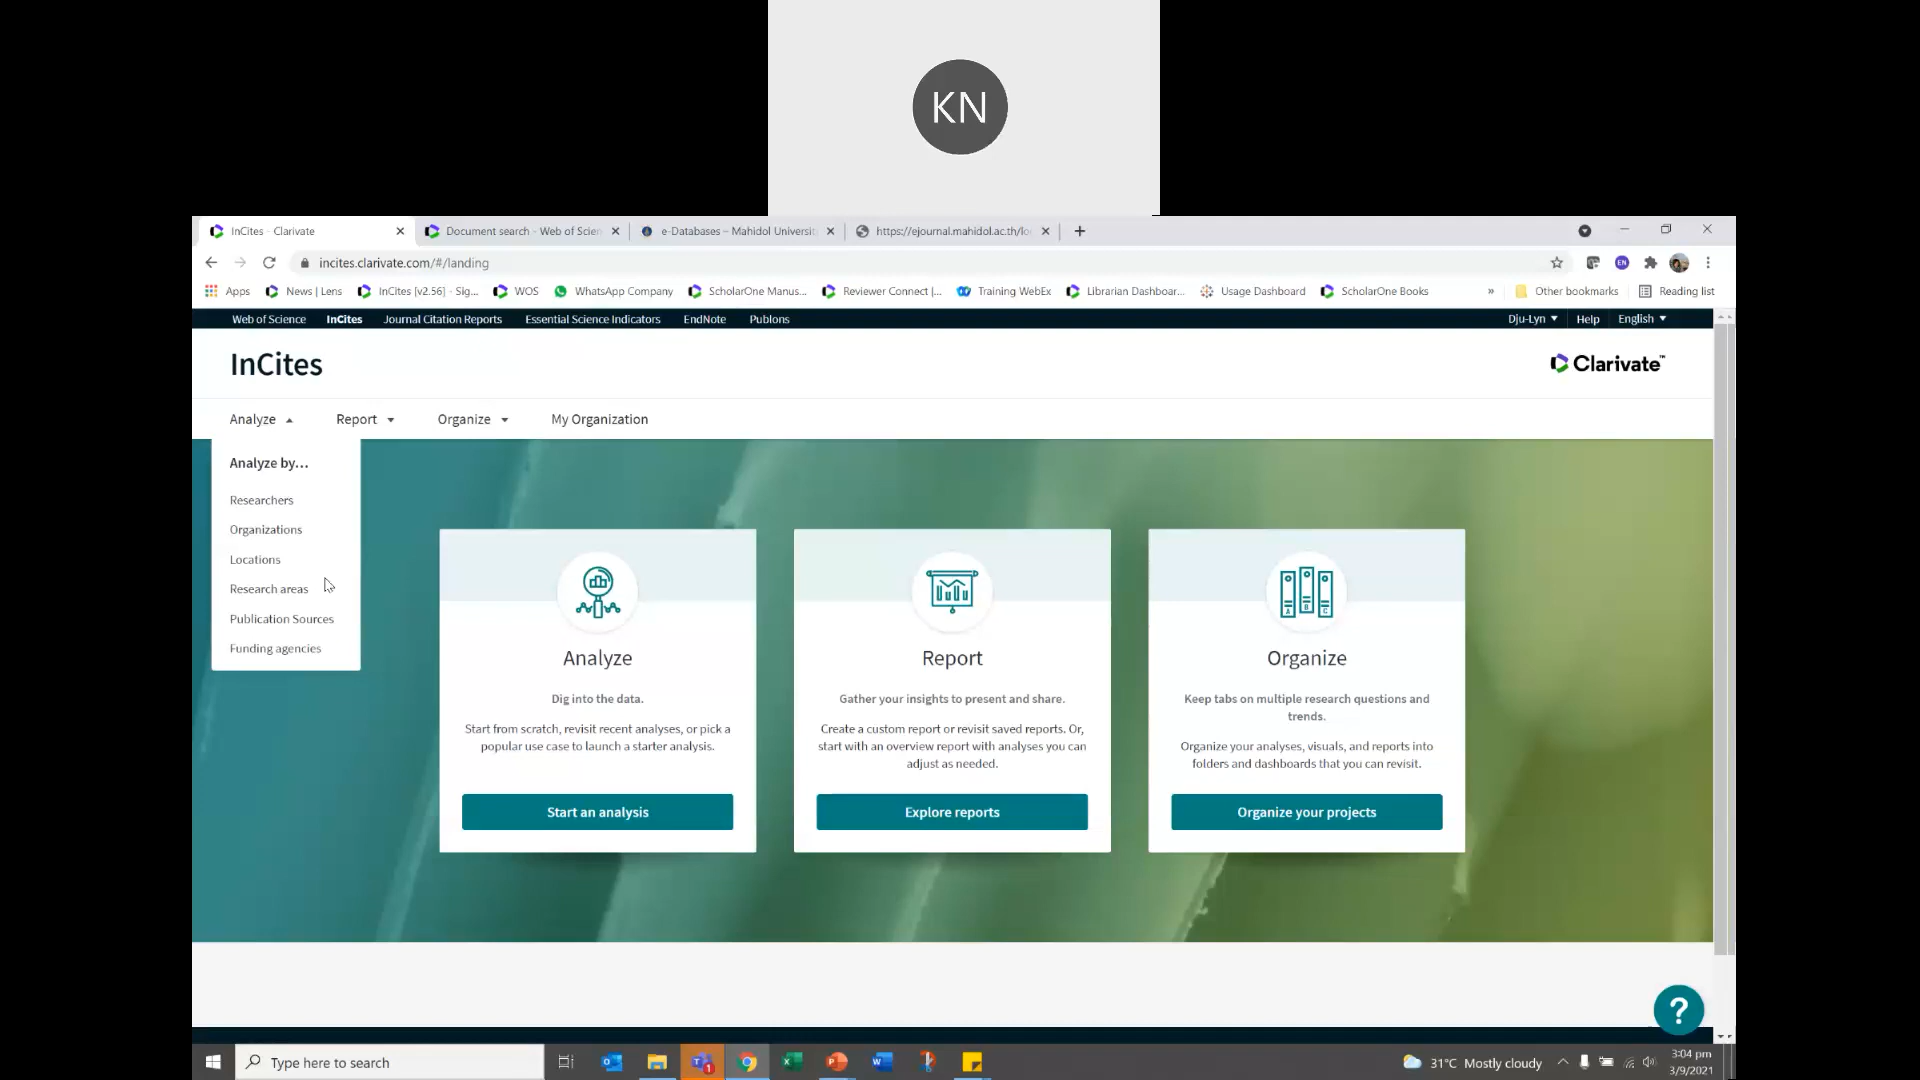 KN
InCites - Clarivate
Document search - Web of Scien
e-Databases – Mahidol Universit
https://ejournal.mahidol.ac.th/lo
incites.clarivate.com/#/landing
Apps
News | Lens
InCites [v2.56] - Sig...
WOS
WhatsApp Company
ScholarOne Manus...
Reviewer Connect |...
Training WebEx
Librarian Dashboar...
Usage Dashboard
ScholarOne Books
»
Other bookmarks
Reading list
Web of Science
InCites
Journal Citation Reports
Essential Science Indicators
EndNote
Publons
Dju-Lyn
Help
English
InCites
Clarivate™
Analyze
Report
Organize
My Organization
Analyze by...
Researchers
Organizations
Locations
Research areas
Publication Sources
Funding agencies
Analyze
Dig into the data.
Start from scratch, revisit recent analyses, or pick a
popular use case to launch a starter analysis.
Start an analysis
Report
Gather your insights to present and share.
Create a custom report or revisit saved reports. Or,
start with an overview report with analyses you can
adjust as needed.
Explore reports
A B C
Organize
Keep tabs on multiple research questions and
trends.
Organize your analyses, visuals, and reports into
folders and dashboards that you can revisit.
Organize your projects
?
Type here to search
1
31°C Mostly cloudy
3:04 pm
3/9/2021